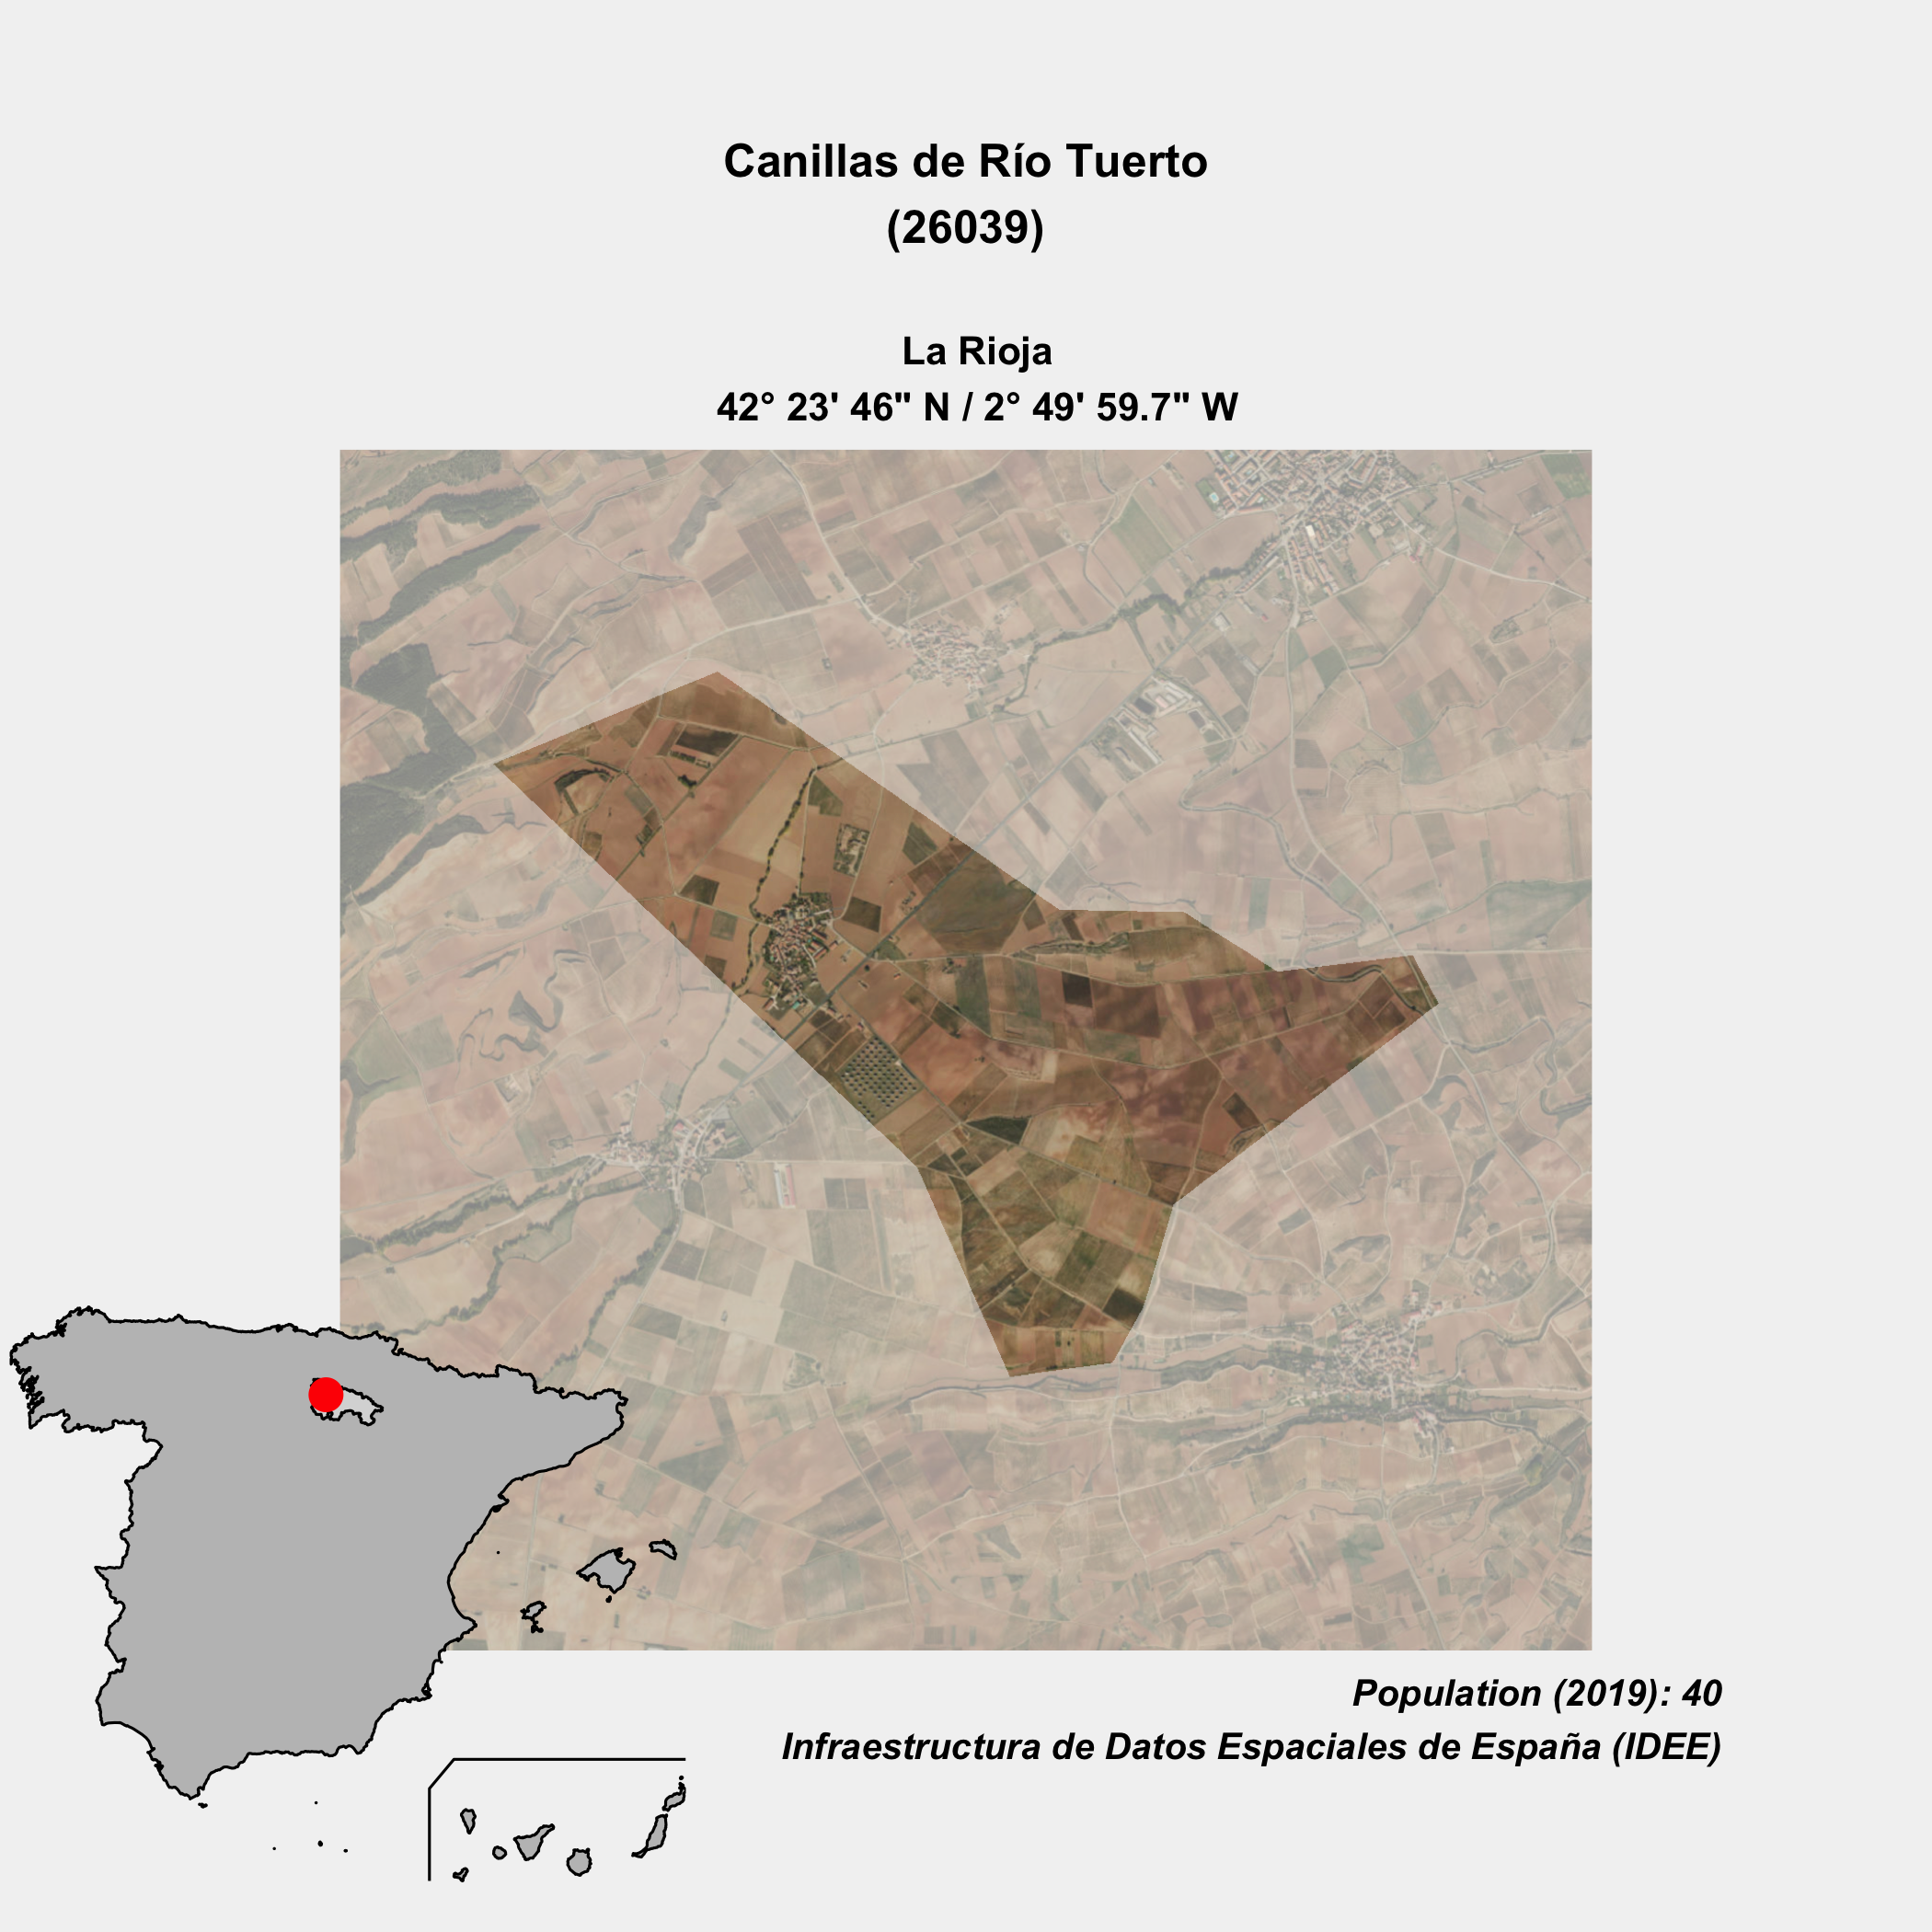 Canillas de Río Tuerto
(26039)
La Rioja
42° 23' 46" N / 2° 49' 59.7" W
Population (2019): 40
Infraestructura de Datos Espaciales de España (IDEE)